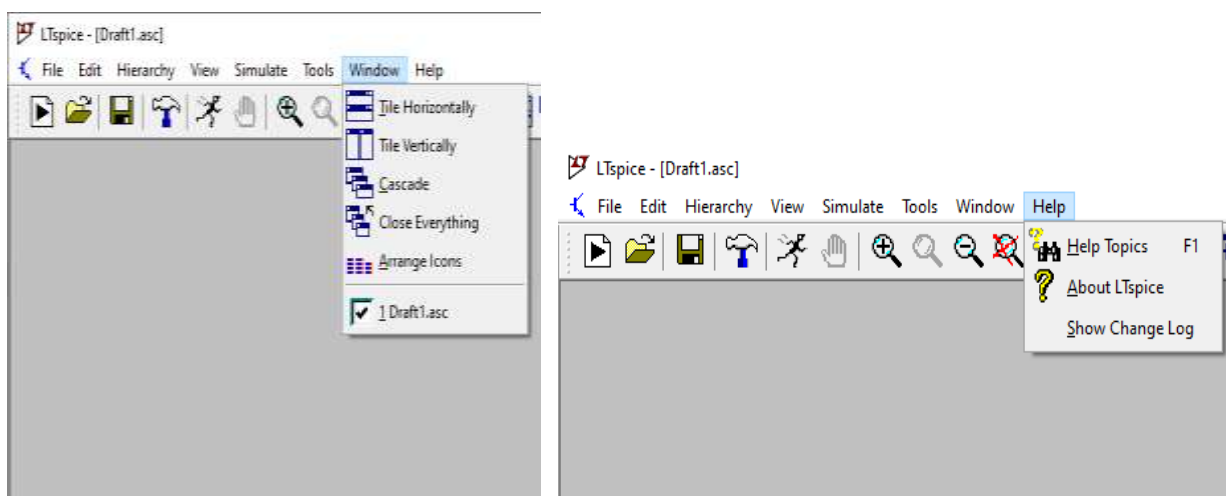 LTspice - [Draft1.asc]
File Edit Hierarchy View Simulate Tools Window Help
Tile Horizontally
Tile Vertically
Cascade
Close Everything
Arrange Icons
1 Draft1.asc
LTspice - [Draft1.asc]
File Edit Hierarchy View Simulate Tools Window Help
Help Topics F1
About LTspice
Show Change Log